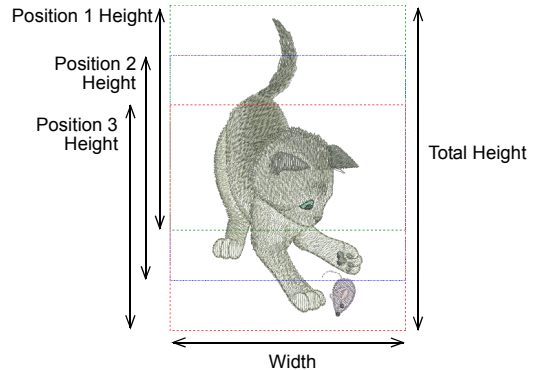 Position 1 Height
Position 2
Height
Position 3
Height
Total Height
Width